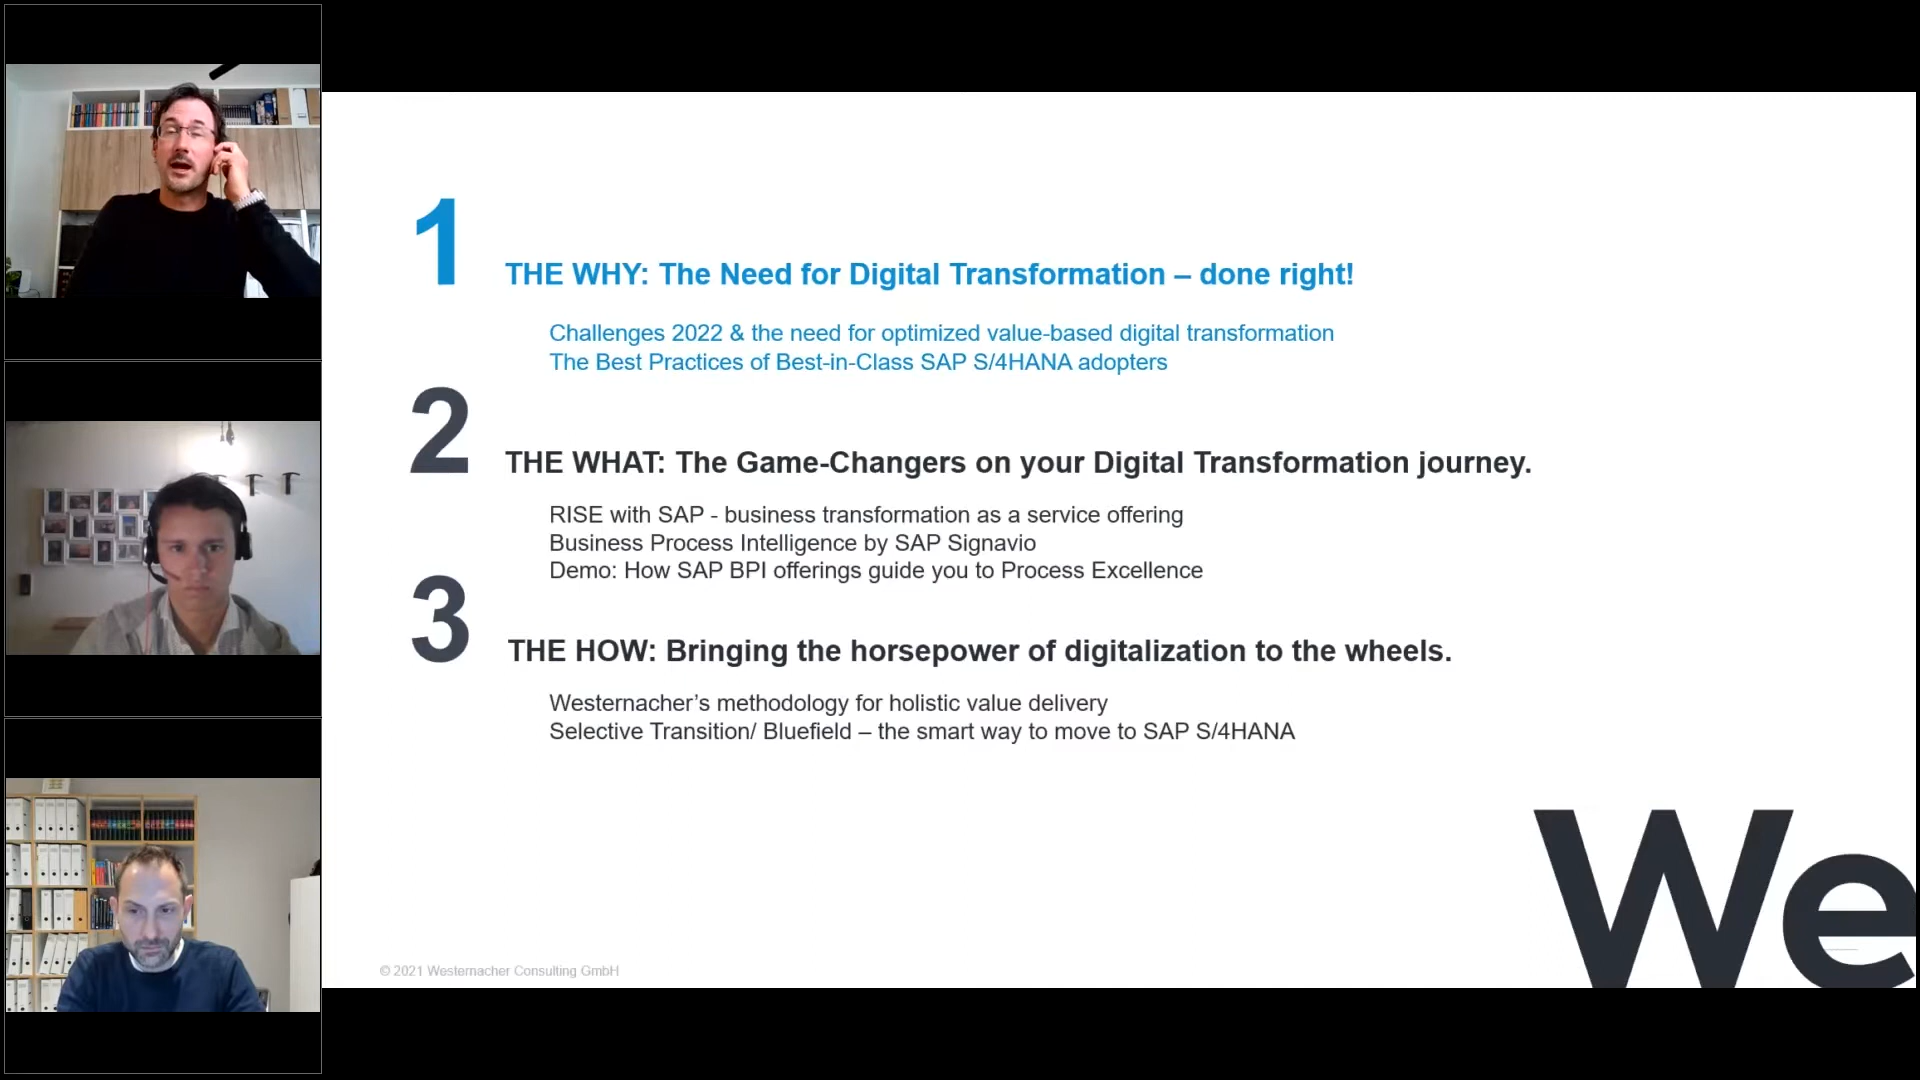 1
THE WHY: The Need for Digital Transformation – done right!
Challenges 2022 & the need for optimized value-based digital transformation
The Best Practices of Best-in-Class SAP S/4HANA adopters
2
THE WHAT: The Game-Changers on your Digital Transformation journey.
RISE with SAP - business transformation as a service offering
Business Process Intelligence by SAP Signavio
Demo: How SAP BPI offerings guide you to Process Excellence
3
THE HOW: Bringing the horsepower of digitalization to the wheels.
Westernacher’s methodology for holistic value delivery
Selective Transition/ Bluefield – the smart way to move to SAP S/4HANA
We
© 2021 Westernacher Consulting GmbH